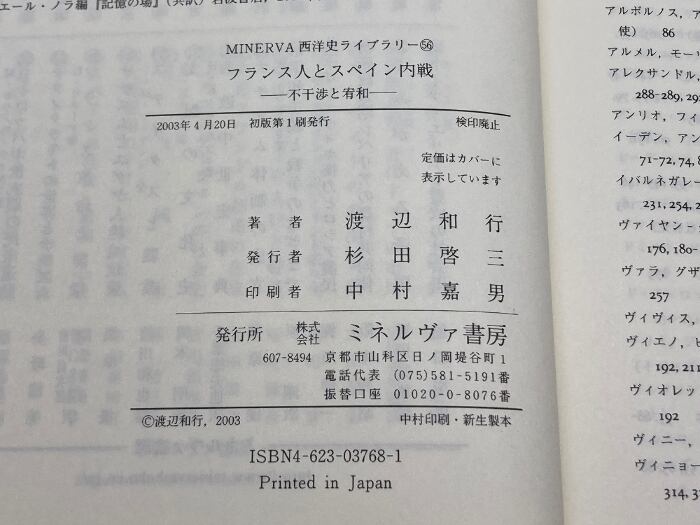 エール・ノラ編『記憶の場』(共訳)岩波書店,
MINERVA 西洋史ライブラリー㊺
フランス人とスペイン内戦
――不干渉と宥和――
2003年4月20日 初版第1刷発行 検印廃止
定価はカバーに
表示しています
著者 渡辺和行
発行者 杉田啓三
印刷者 中村嘉男
発行所 株式会社 ミネルヴァ書房
607-8494 京都市山科区日ノ岡堤谷町1
電話代表 (075)581-5191番
振替口座 01020-0-8076番
©渡辺和行, 2003 中村印刷・新生製本
ISBN4-623-03768-1
Printed in Japan
アルボルノス, ア
使) 86
アルメル, モー
アレクサンドル,
288-289, 29
アンリオ, フィ
イーデン, アン
71-72, 74, 8
イバルネガレー
231, 254, 2
ヴァイヤン=
176, 180-
ヴァラ, グザ
257
ヴィヴィス,
ヴィエノ, ピ
192, 211
ヴィオレッ
192
ヴィニー,
ヴィニョー
314, 3